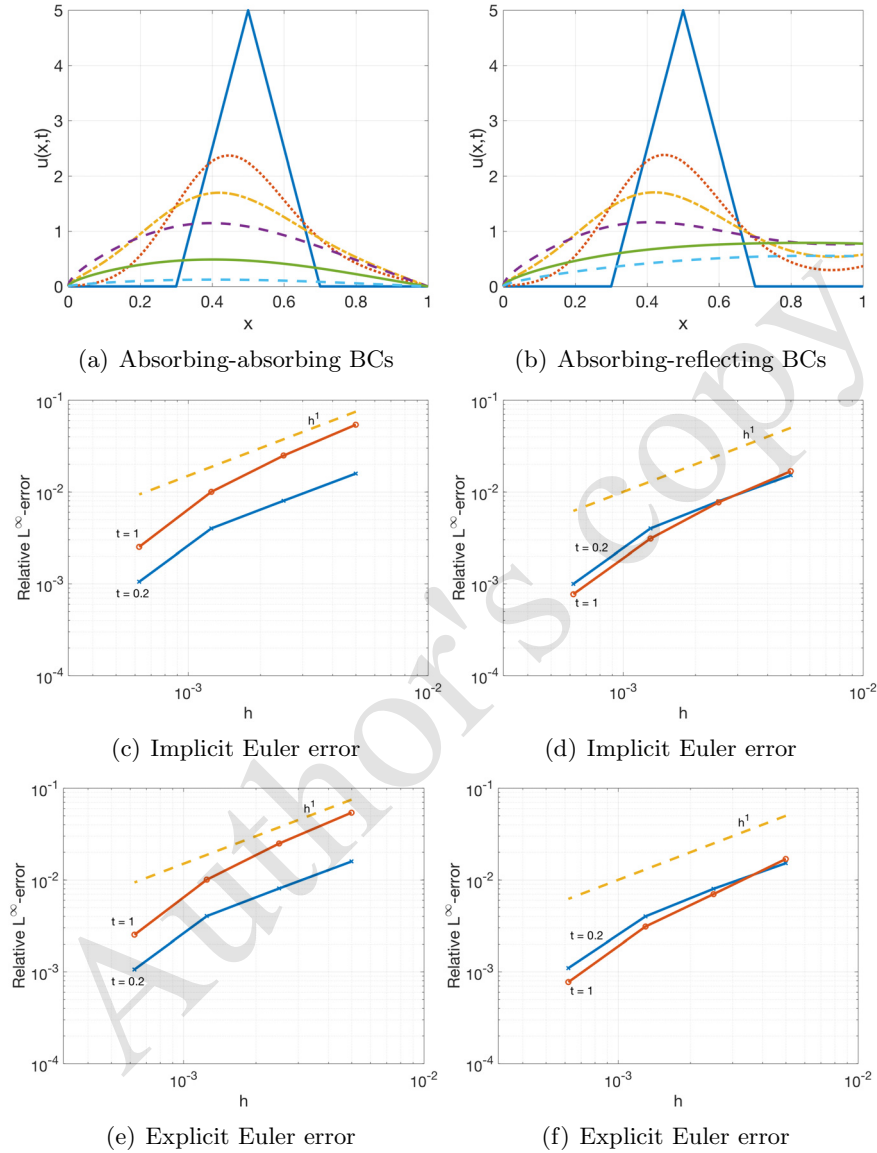 5
4
3
2
1
0
u(x,t)
0 0.2 0.4 0.6 0.8 1
x
(a) Absorbing-absorbing BCs
5
4
3
2
1
0
u(x,t)
0 0.2 0.4 0.6 0.8 1
x
(b) Absorbing-reflecting BCs
10^-1
10^-2
10^-3
10^-4
Relative L^∞-error
h^1
t = 1
t = 0.2
10^-3 10^-2
h
(c) Implicit Euler error
10^-1
10^-2
10^-3
10^-4
Relative L^∞-error
h^1
t = 0.2
t = 1
10^-3 10^-2
h
(d) Implicit Euler error
10^-1
10^-2
10^-3
10^-4
Relative L^∞-error
h^1
t = 1
t = 0.2
10^-3 10^-2
h
(e) Explicit Euler error
10^-1
10^-2
10^-3
10^-4
Relative L^∞-error
h^1
t = 0.2
t = 1
10^-3 10^-2
h
(f) Explicit Euler error
Author's copy